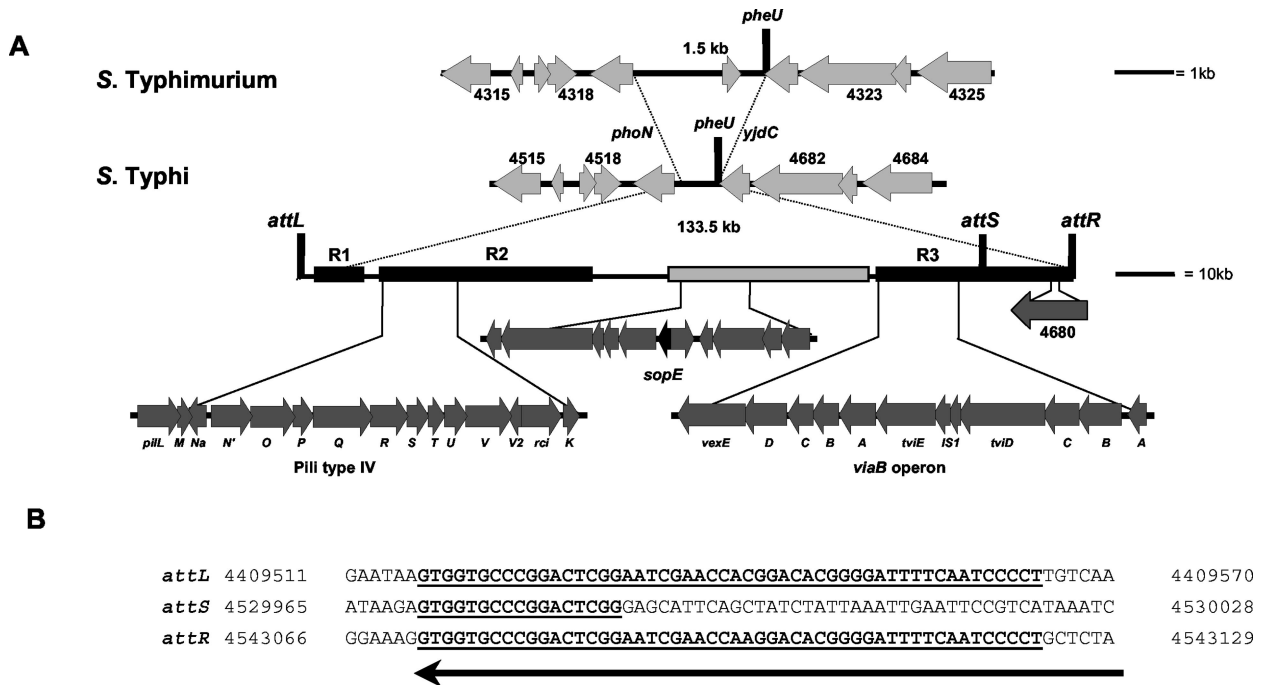 A
pheU
1.5 kb
S. Typhimurium
4315 4318 4323 4325
= 1kb
phoN pheU yjdC
4515 4518 4682 4684
S. Typhi
attL 133.5 kb attS attR
R1 R2 R3
= 10kb
4680
sopE
pilL M Na N' O P Q R S T U V V2 rci K
vexE D C B A tviE IS1 tviD C B A
Pili type IV
viaB operon
B
attL 4409511 GAATAAGTGGTGCCCGGACTCGGAATCGAACCACGGACACGGGGATTTTCAATCCCCTTGTCAA 4409570
attS 4529965 ATAAGAGTGGTGCCCGGACTCGGGAGCATTCAGCTATCTATTAAATTGAATTCCGTCATAAATC 4530028
attR 4543066 GGAAAGGTGGTGCCCGGACTCGGAATCGAACCAAGGACACGGGGATTTTCAATCCCCTGCTCTA 4543129